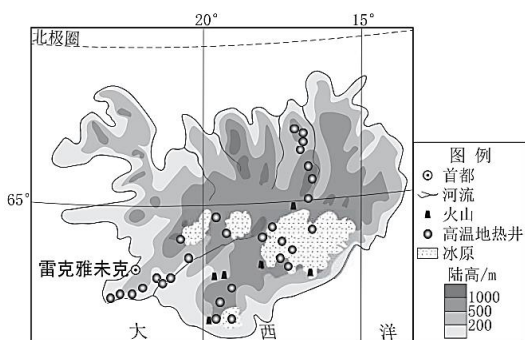 20°
15°
北极圈
65°
雷克雅未克
大 西 洋
图 例
首都
河流
火山
高温地热井
冰原
陆高/m
1000
500
200